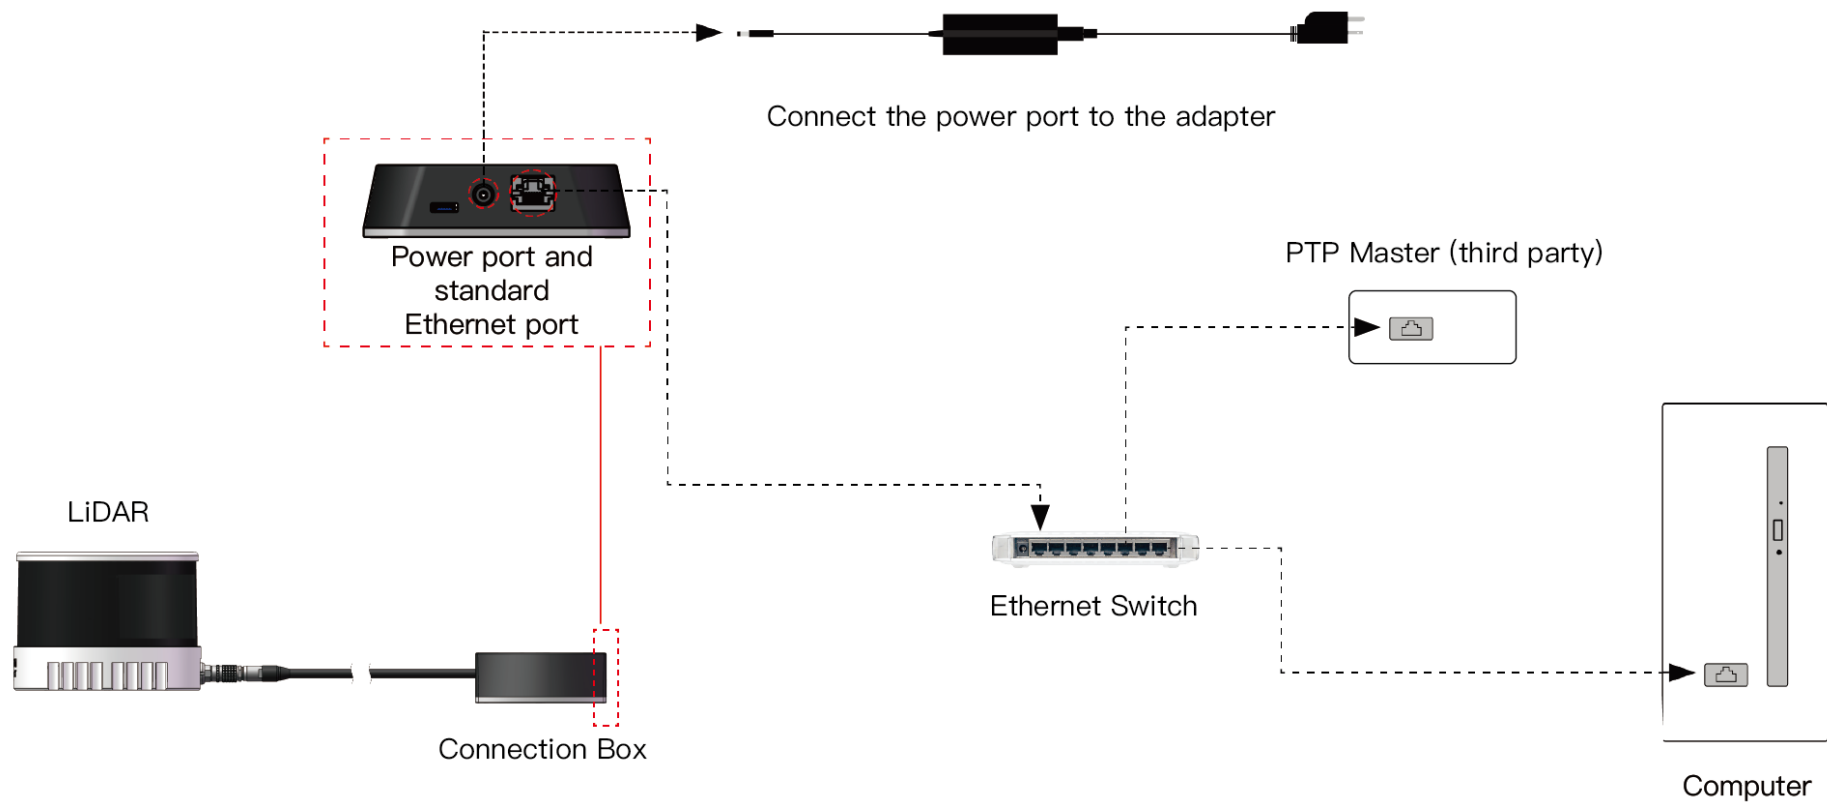 Connect the power port to the adapter
Power port and
standard
Ethernet port
PTP Master (third party)
LiDAR
Ethernet Switch
Connection Box
Computer